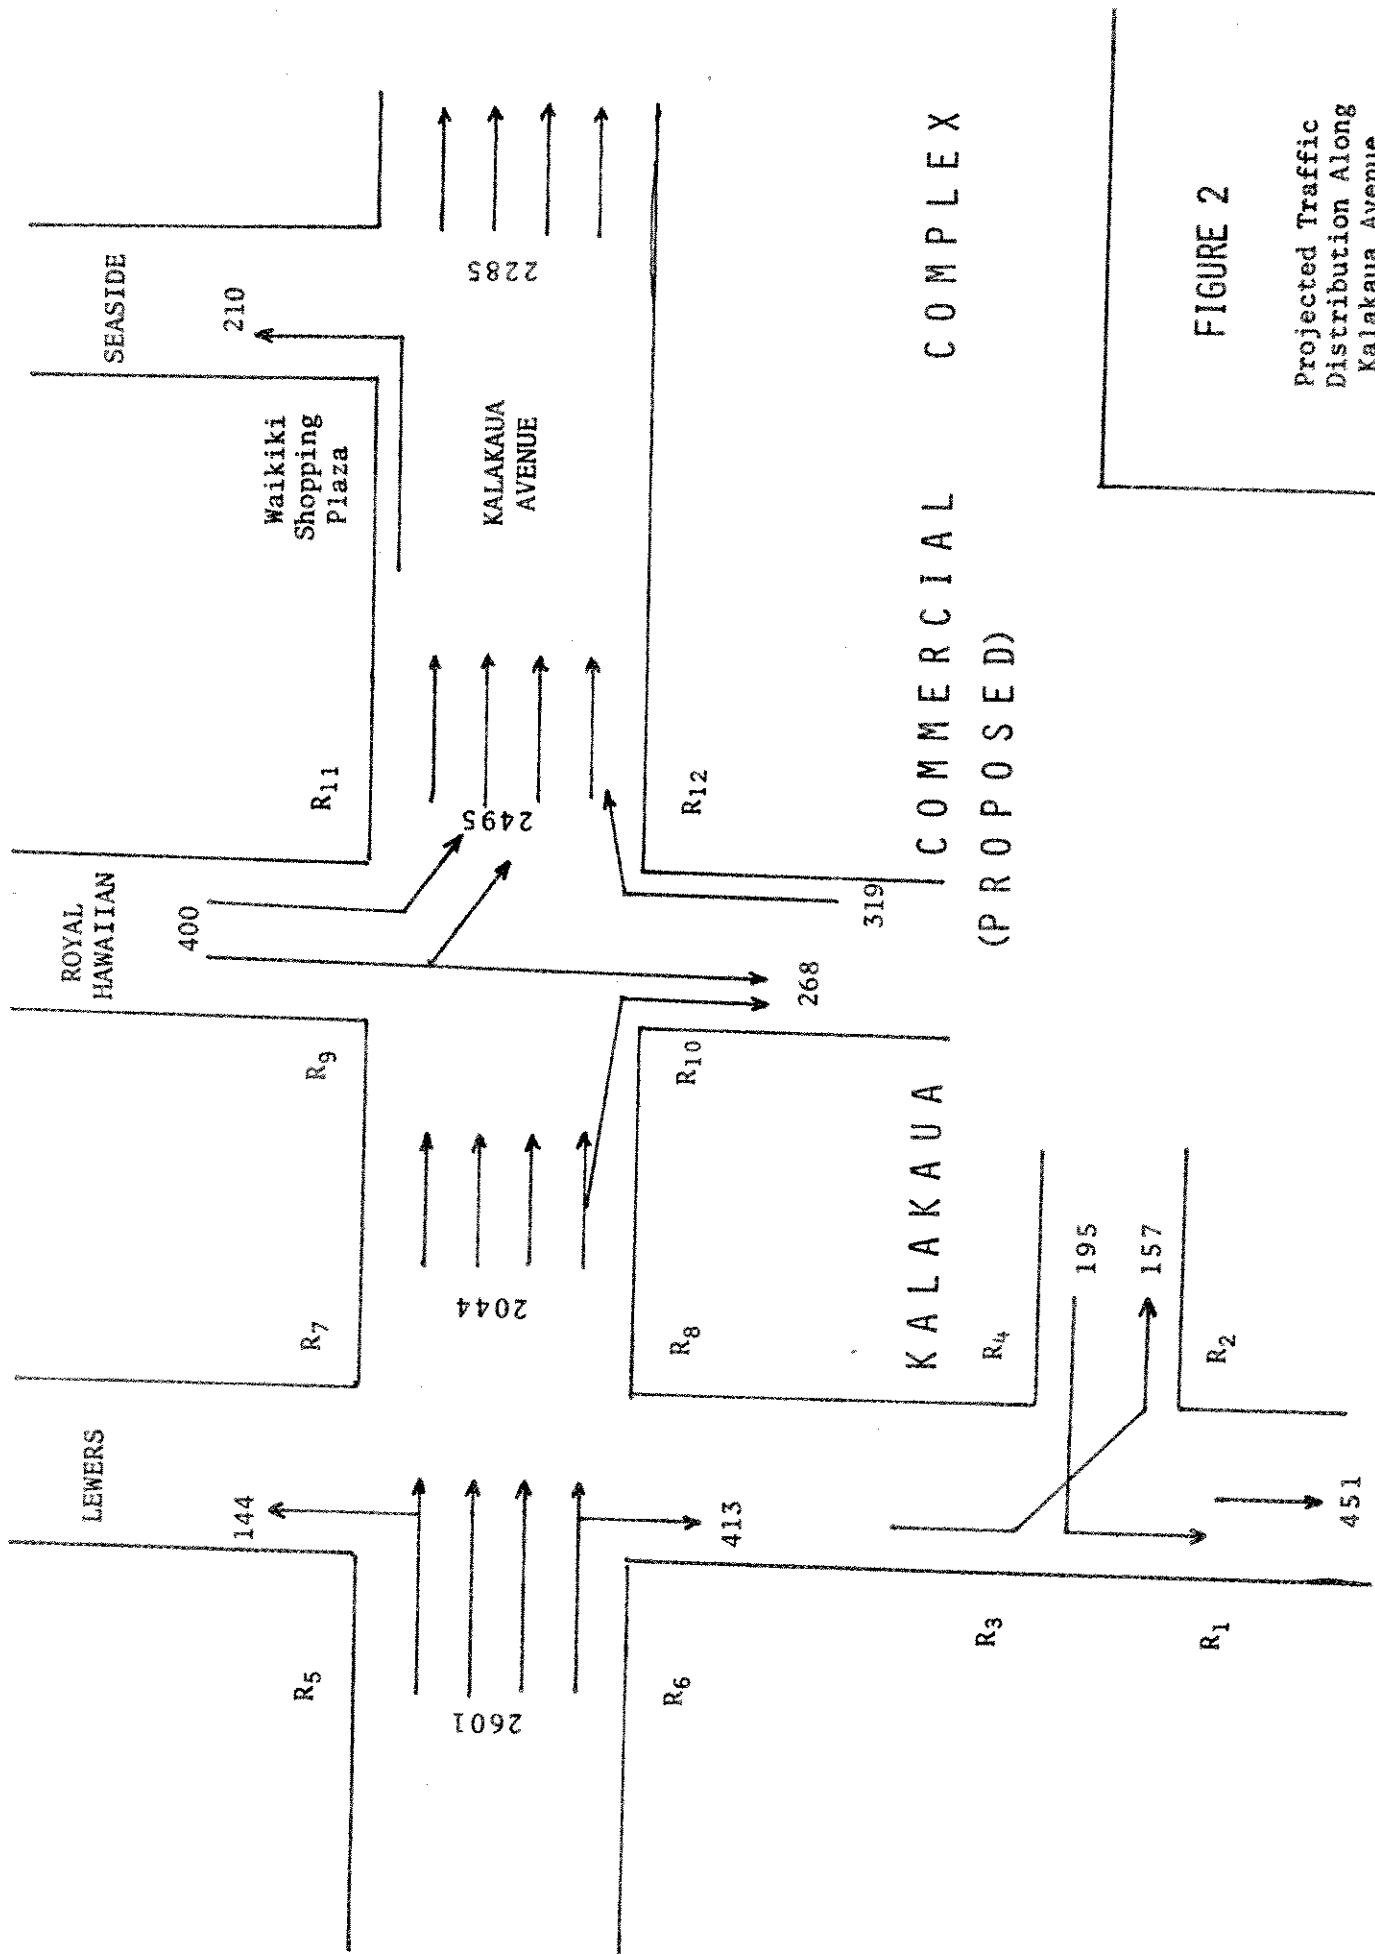 LEWERS
ROYAL
HAWAIIAN
SEASIDE
144
400
210
Waikiki
Shopping
Plaza
R5
R7
R9
R11
2601
2044
2495
KALAKAUA
AVENUE
2285
R6
413
R8
R10
268
R12
319
KALAKAUA COMMERCIAL COMPLEX
(PROPOSED)
R3
R4
195
157
R1
R2
451
FIGURE 2
Projected Traffic
Distribution Along
Kalakaua Avenue